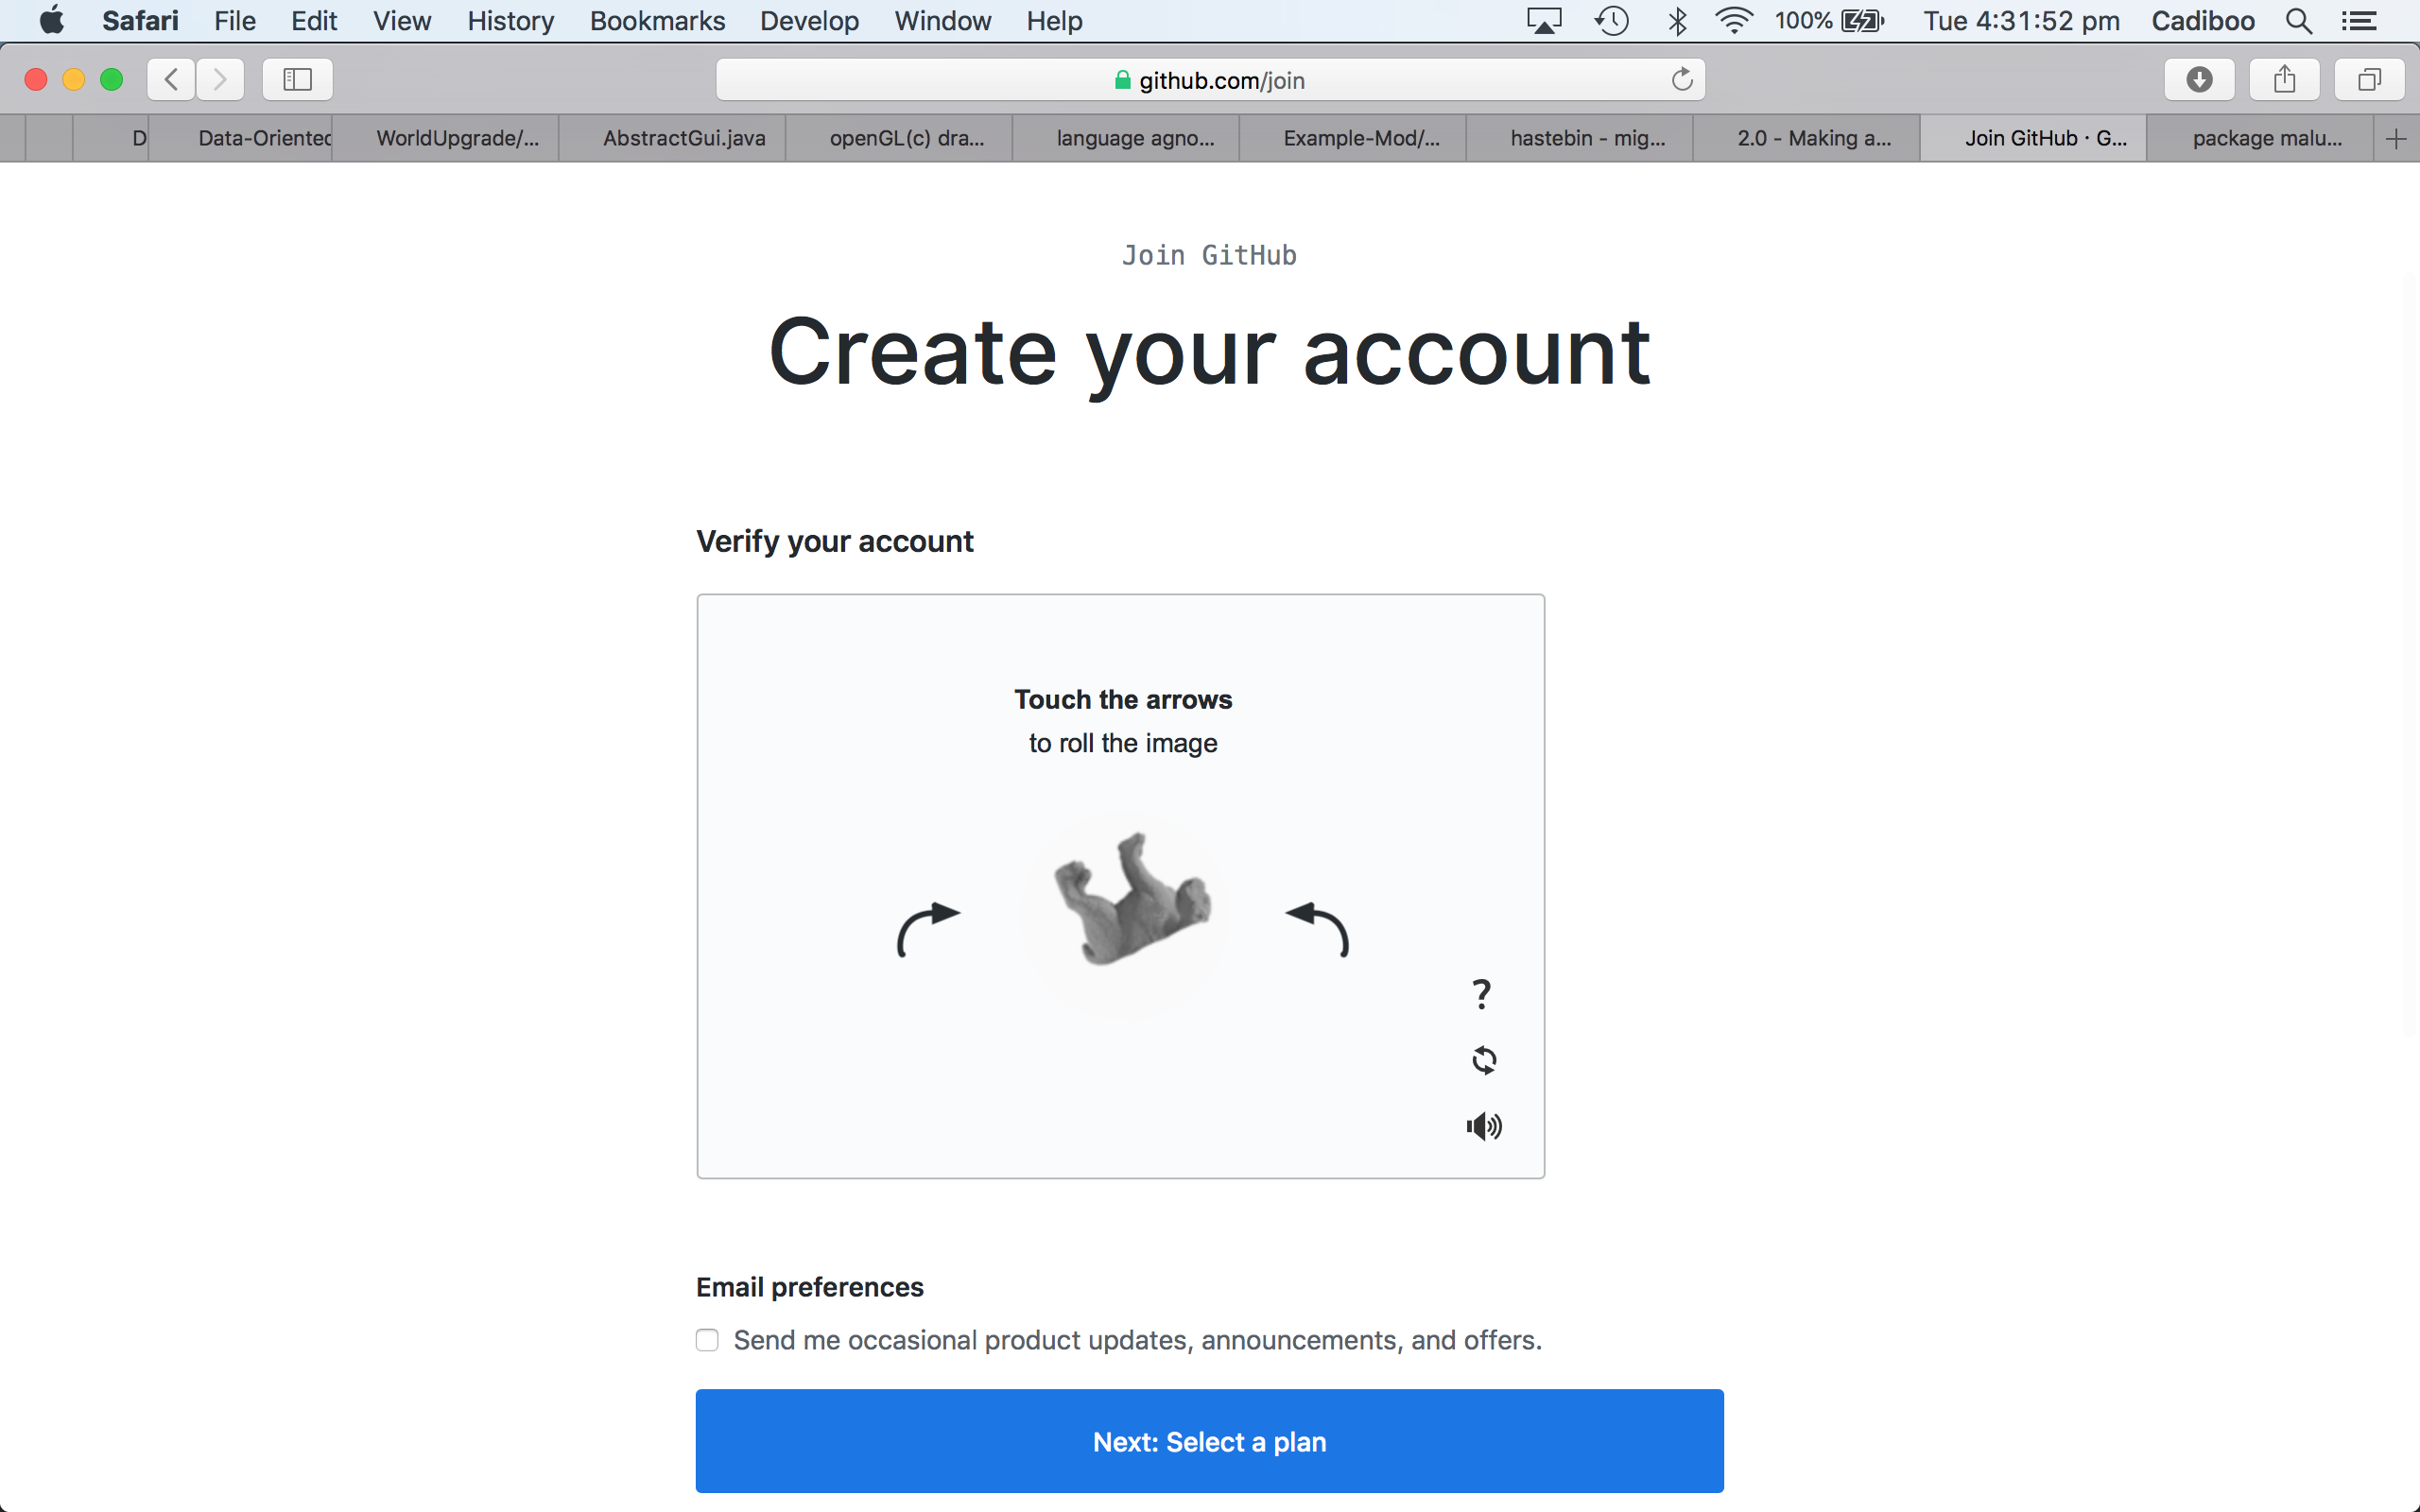 Safari File Edit View History Bookmarks Develop Window Help 100% Tue 4:31:52 pm Cadiboo
github.com/join
D Data-Oriented WorldUpgrade/... AbstractGui.java openGL(c) dra... language agno... Example-Mod/... hastebin - mig... 2.0 - Making a... Join GitHub · G... package malu...
Join GitHub
Create your account
Verify your account
Touch the arrows
to roll the image
?
Email preferences
Send me occasional product updates, announcements, and offers.
Next: Select a plan